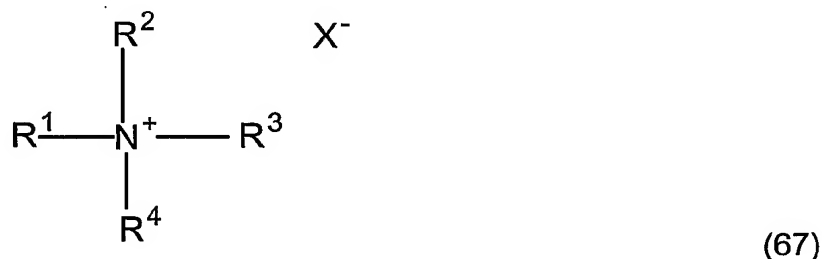 R² X⁻
R¹ N⁺ R³
R⁴
(67)